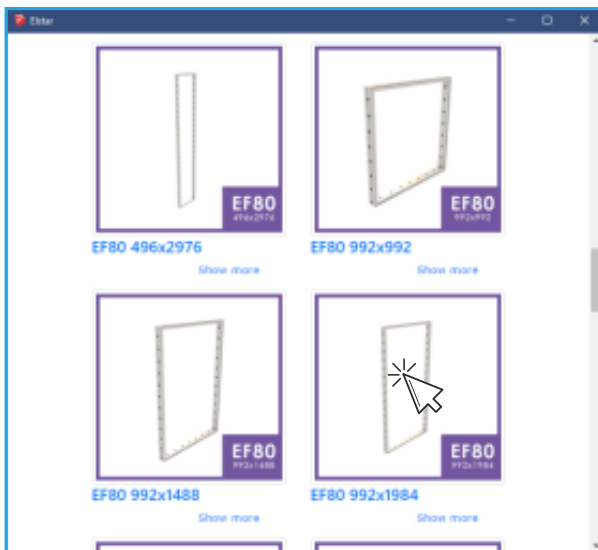 Elstar
EF80
496x2976
EF80
992x992
EF80 496x2976
EF80 992x992
Show more
Show more
EF80
992x1488
EF80
992x1984
EF80 992x1488
EF80 992x1984
Show more
Show more